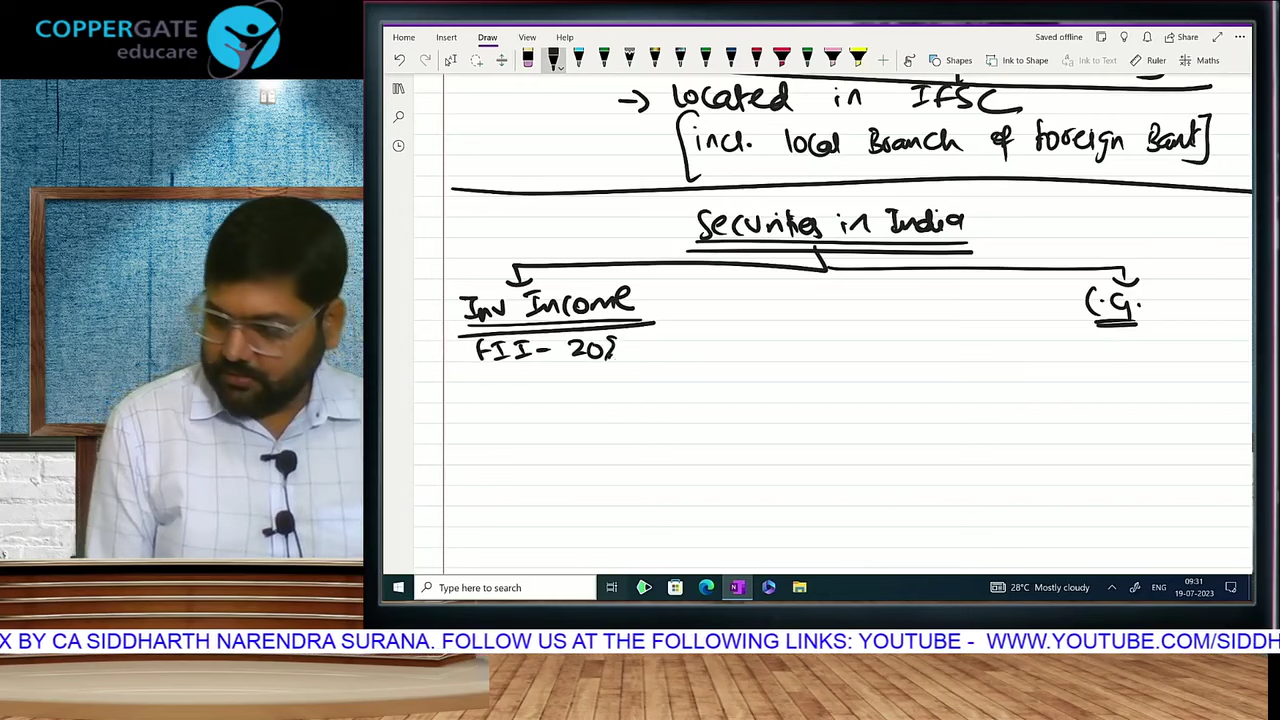 COPPERGATE
educare
Home Insert Draw View Help
Saved offline
Share
Shapes
Ink to Shape
Ink to Text
Ruler
Maths
→ located in IFSC
[incl. local Branch of foreign Bank]
Securities in India
Inv Income
C.G.
FII - 20%
Type here to search
28°C Mostly cloudy
ENG
09:31
19-07-2023
X BY CA SIDDHARTH NARENDRA SURANA. FOLLOW US AT THE FOLLOWING LINKS: YOUTUBE - WWW.YOUTUBE.COM/SIDDH